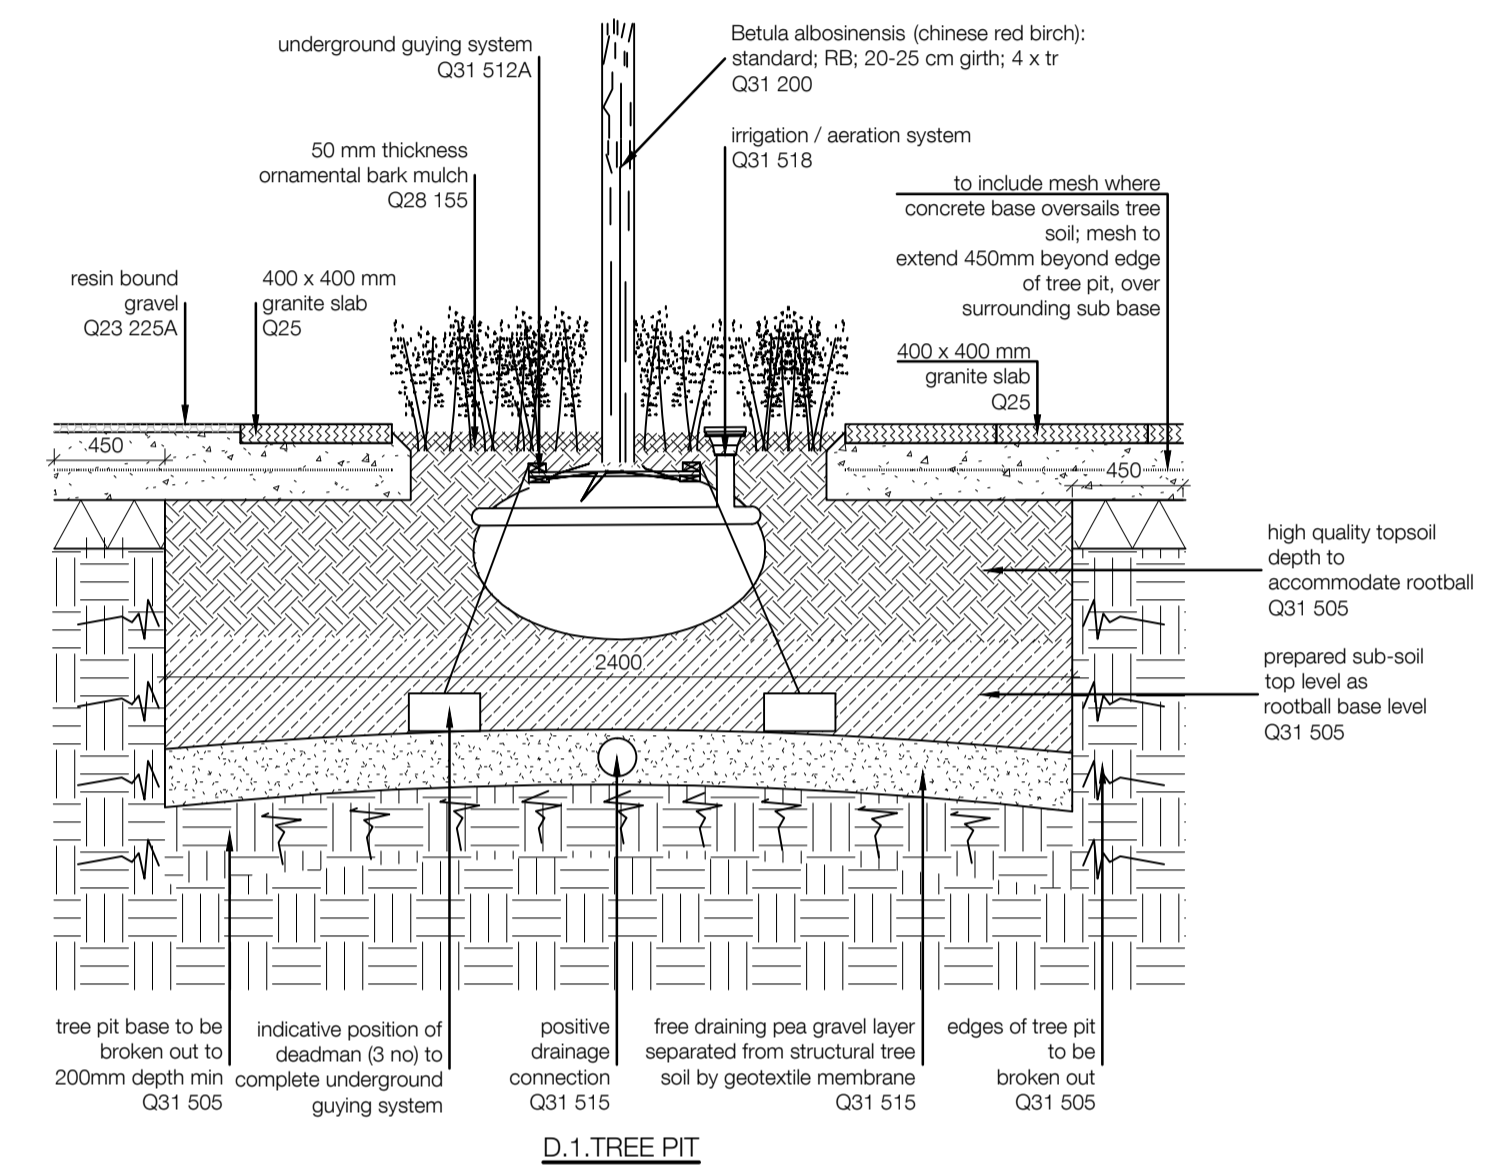 underground guying system
Q31 512A
Betula albosinensis (chinese red birch):
standard; RB; 20-25 cm girth; 4 x tr
Q31 200
50 mm thickness
ornamental bark mulch
Q28 155
irrigation / aeration system
Q31 518
to include mesh where
concrete base oversails tree
soil; mesh to
extend 450mm beyond edge
of tree pit, over
surrounding sub base
resin bound
gravel
Q23 225A
400 x 400 mm
granite slab
Q25
400 x 400 mm
granite slab
Q25
450
450
high quality topsoil
depth to
accommodate rootball
Q31 505
2400
prepared sub-soil
top level as
rootball base level
Q31 505
tree pit base to be
broken out to
200mm depth min
Q31 505
indicative position of
deadman (3 no) to
complete underground
guying system
positive
drainage
connection
Q31 515
free draining pea gravel layer
separated from structural tree
soil by geotextile membrane
Q31 515
edges of tree pit
to be
broken out
Q31 505
D.1.TREE PIT